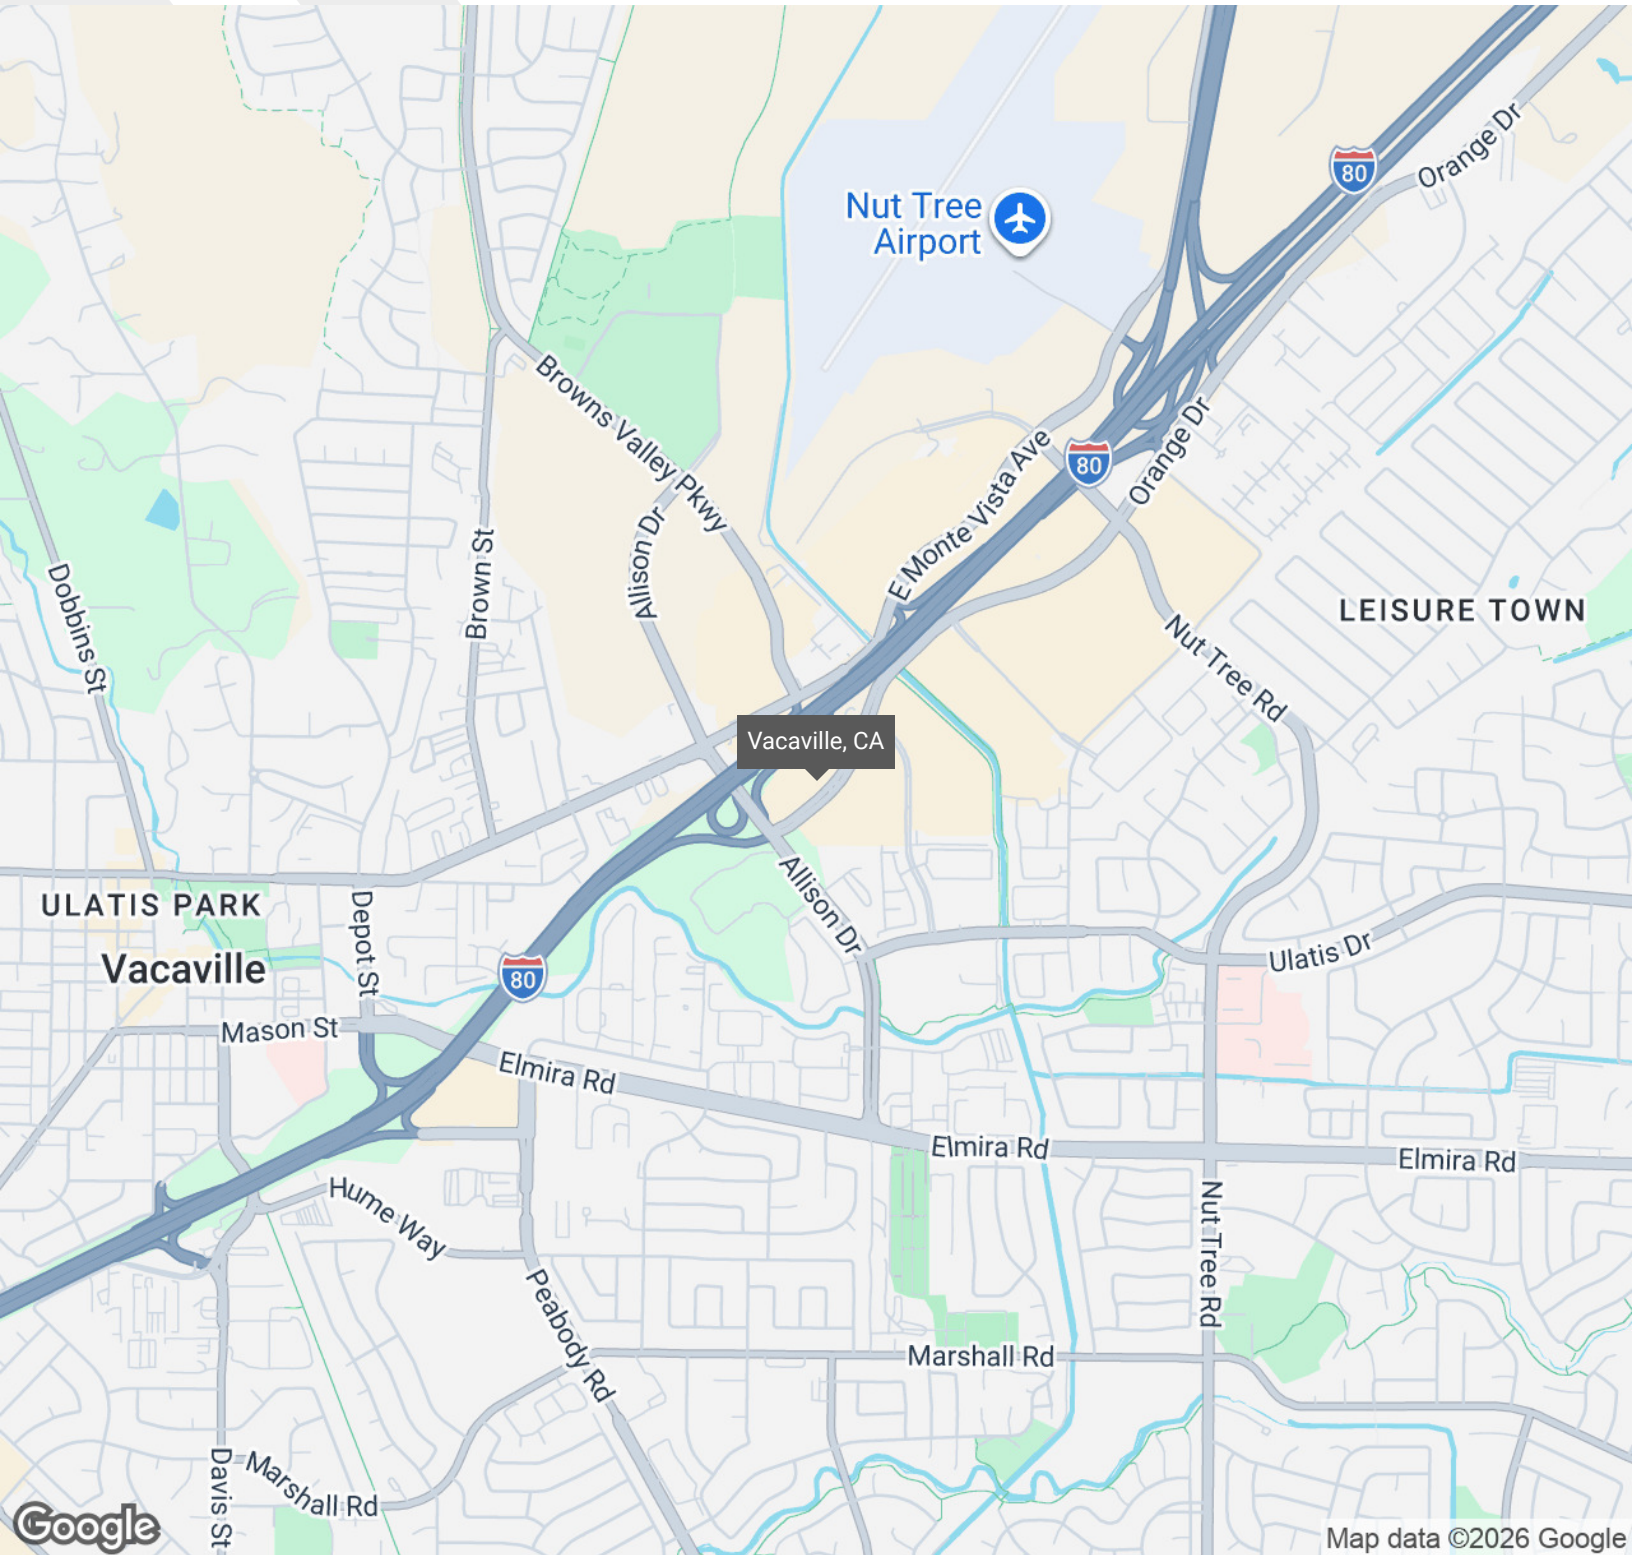 80
Orange Dr
Nut Tree
Airport
Browns Valley Pkwy
80
Orange Dr
E Monte Vista Ave
Allison Dr
Brown St
Dobbins St
LEISURE TOWN
Nut Tree Rd
Vacaville, CA
ULATIS PARK
Depot St
Allison Dr
Vacaville
80
Ulatis Dr
Mason St
Elmira Rd
Elmira Rd
Elmira Rd
Hume Way
Nut Tree Rd
Peabody Rd
Marshall Rd
Davis St
Marshall Rd
Google
Map data ©2026 Google